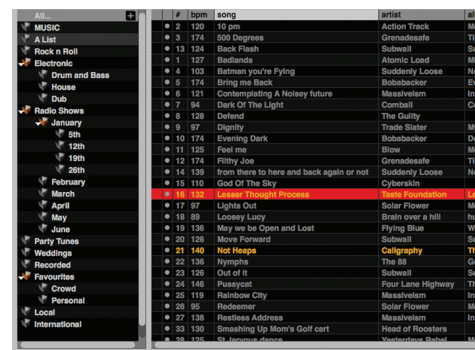 All...
MUSIC
A List
Rock n Roll
Electronic
Drum and Bass
House
Dub
Radio Shows
January
5th
12th
19th
26th
February
March
April
May
June
Party Tunes
Weddings
Recorded
Favourites
Crowd
Personal
Local
International
# bpm song artist
2 120 10 pm Action Track
3 174 500 Degrees Grenadesafe
13 124 Back Flash Subwall
1 127 Badlands Atomic Load
4 103 Batman you're Fying Suddenly Loose
5 174 Bring me Back Bobabacker
6 121 Contemplating A Noisey future Massiveism
7 94 Dark Of The Light Comball
8 128 Defend The Guilty
9 97 Dignity Trade Slater
10 174 Evening Dark Bobabacker
11 125 Feel me Blow
12 174 Filthy Joe Grenadesafe
14 139 from there to here and back again or not Suddenly Loose
15 110 God Of The Sky Cyberskin
16 132 Lesser Thought Process Taste Foundation
17 97 Lights Out Solar Flower
18 89 Loosey Lucy Brain over a hill
19 136 May we be Open and Lost Flying Blue
20 126 Move Forward Subwall
21 140 Not Heaps Caligraphy
22 136 Nymphs The 88
23 126 Out of it Subwall
24 146 Pussycat Four Lane Highway
25 119 Rainbow City Massiveism
26 95 Redeemer Solar Flower
27 138 Restless Address Massiveism
33 130 Smashing Up Mom's Golf cart Head of Roosters
28 125 St Jervous dance Yesterdays Rebel